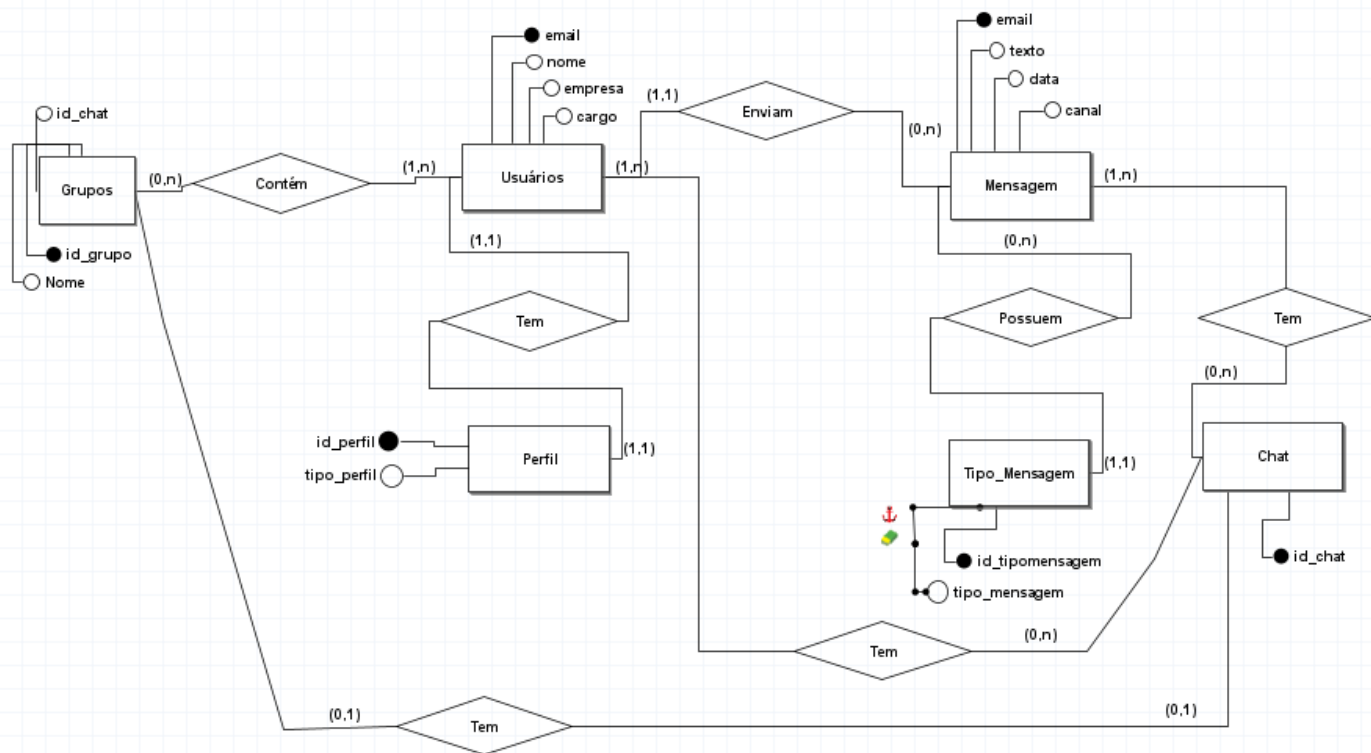 email
nome
empresa
cargo
email
texto
data
canal
id_chat
Grupos
(0,n)
Contém
(1,n)
Usuários
(1,n)
(1,1)
Enviam
(0,n)
Mensagem
(1,n)
id_grupo
Nome
(1,1)
Tem
(0,n)
Possuem
Tem
(0,n)
id_perfil
tipo_perfil
Perfil
(1,1)
Tipo_Mensagem
(1,1)
Chat
id_tipomensagem
tipo_mensagem
id_chat
Tem
(0,n)
(0,1)
Tem
(0,1)